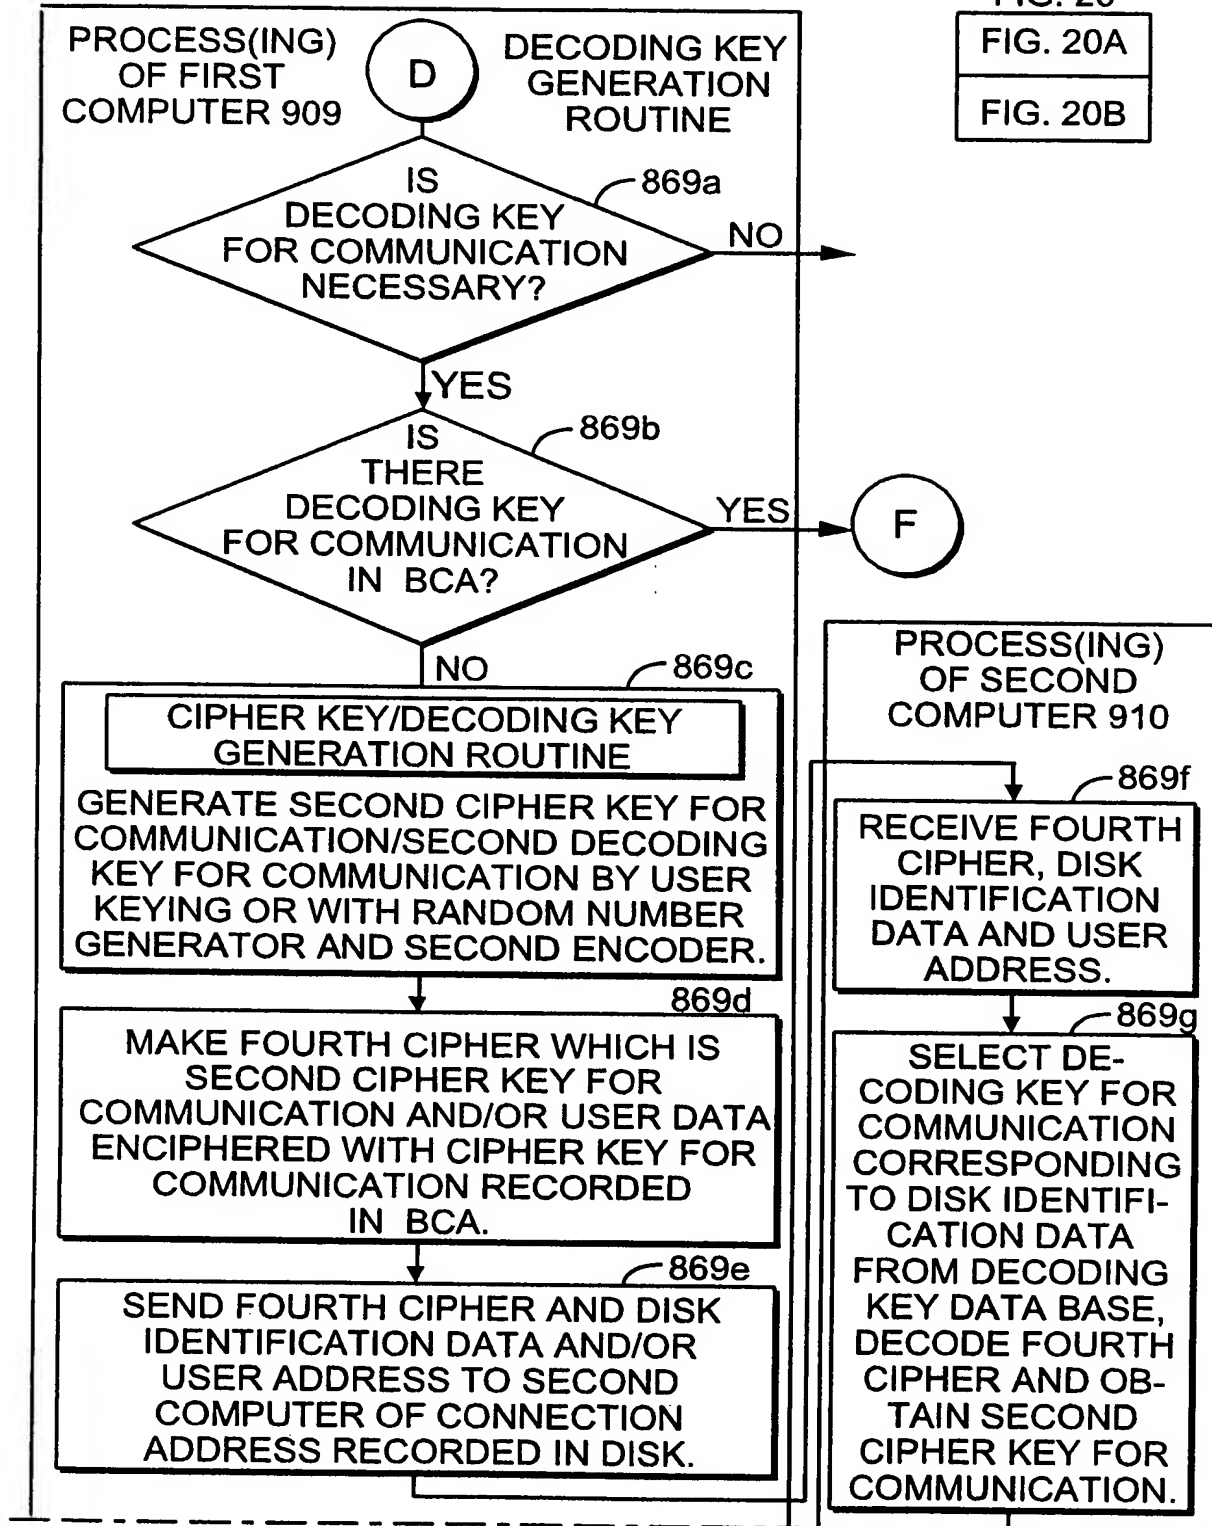 FIG. 20
FIG. 20A
FIG. 20B
PROCESS(ING)
OF FIRST
COMPUTER 909
D
DECODING KEY
GENERATION
ROUTINE
IS
DECODING KEY
FOR COMMUNICATION
NECESSARY?
869a
NO
YES
IS
THERE
DECODING KEY
FOR COMMUNICATION
IN BCA?
869b
YES
F
NO
869c
CIPHER KEY/DECODING KEY
GENERATION ROUTINE
GENERATE SECOND CIPHER KEY FOR
COMMUNICATION/SECOND DECODING
KEY FOR COMMUNICATION BY USER
KEYING OR WITH RANDOM NUMBER
GENERATOR AND SECOND ENCODER.
869d
MAKE FOURTH CIPHER WHICH IS
SECOND CIPHER KEY FOR
COMMUNICATION AND/OR USER DATA
ENCIPHERED WITH CIPHER KEY FOR
COMMUNICATION RECORDED
IN BCA.
869e
SEND FOURTH CIPHER AND DISK
IDENTIFICATION DATA AND/OR
USER ADDRESS TO SECOND
COMPUTER OF CONNECTION
ADDRESS RECORDED IN DISK.
PROCESS(ING)
OF SECOND
COMPUTER 910
869f
RECEIVE FOURTH
CIPHER, DISK
IDENTIFICATION
DATA AND USER
ADDRESS.
869g
SELECT DE-
CODING KEY FOR
COMMUNICATION
CORRESPONDING
TO DISK IDENTIFI-
CATION DATA
FROM DECODING
KEY DATA BASE,
DECODE FOURTH
CIPHER AND OB-
TAIN SECOND
CIPHER KEY FOR
COMMUNICATION.